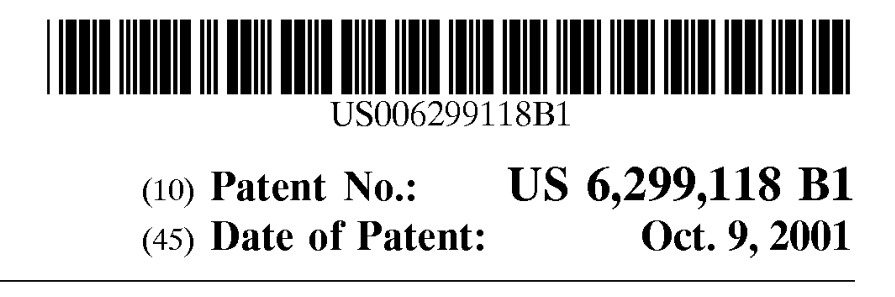 US006299118B1
(10) Patent No.: US 6,299,118 B1
(45) Date of Patent: Oct. 9, 2001